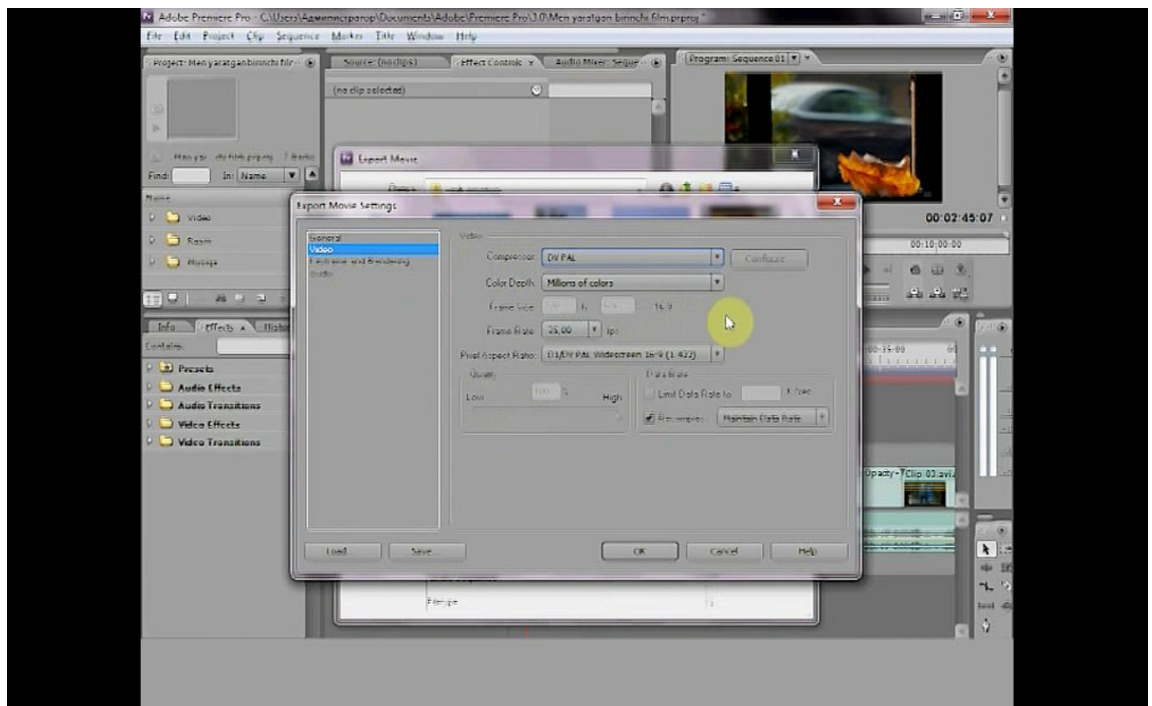 Adobe Premiere Pro - C:\Users\Администратор\Documents\Adobe\Premiere Pro\3.0\Men yaratgan birinchi film.prproj *
File Edit Project Clip Sequence Marker Title Window Help
Project: Men yaratgan birinchi film
Source: (no clips) Effect Controls x Audio Mixer: Seque
Program: Sequence 01
(no clip selected)
Find: In: Name
Name
Video
Rasm
Export Movie
Export Movie Settings
00:02:45:07
00:10:00:00
General
Video
Keyframe and Rendering
Audio
Video
Compressor: DV PAL Configure
Color Depth: Millions of colors
Frame Size: 16:9
Frame Rate: 25,00 fps
Pixel Aspect Ratio: D1/DV PAL Widescreen 16:9 (1.422)
Quality
Low 100 % High
Data Rate
Limit Data Rate to K/sec
Recompress Maintain Data Rate
Load... Save... OK Cancel Help
Info Effects Histor
Contains:
Presets
Audio Effects
Audio Transitions
Video Effects
Video Transitions
Opacity Clip 03.avi